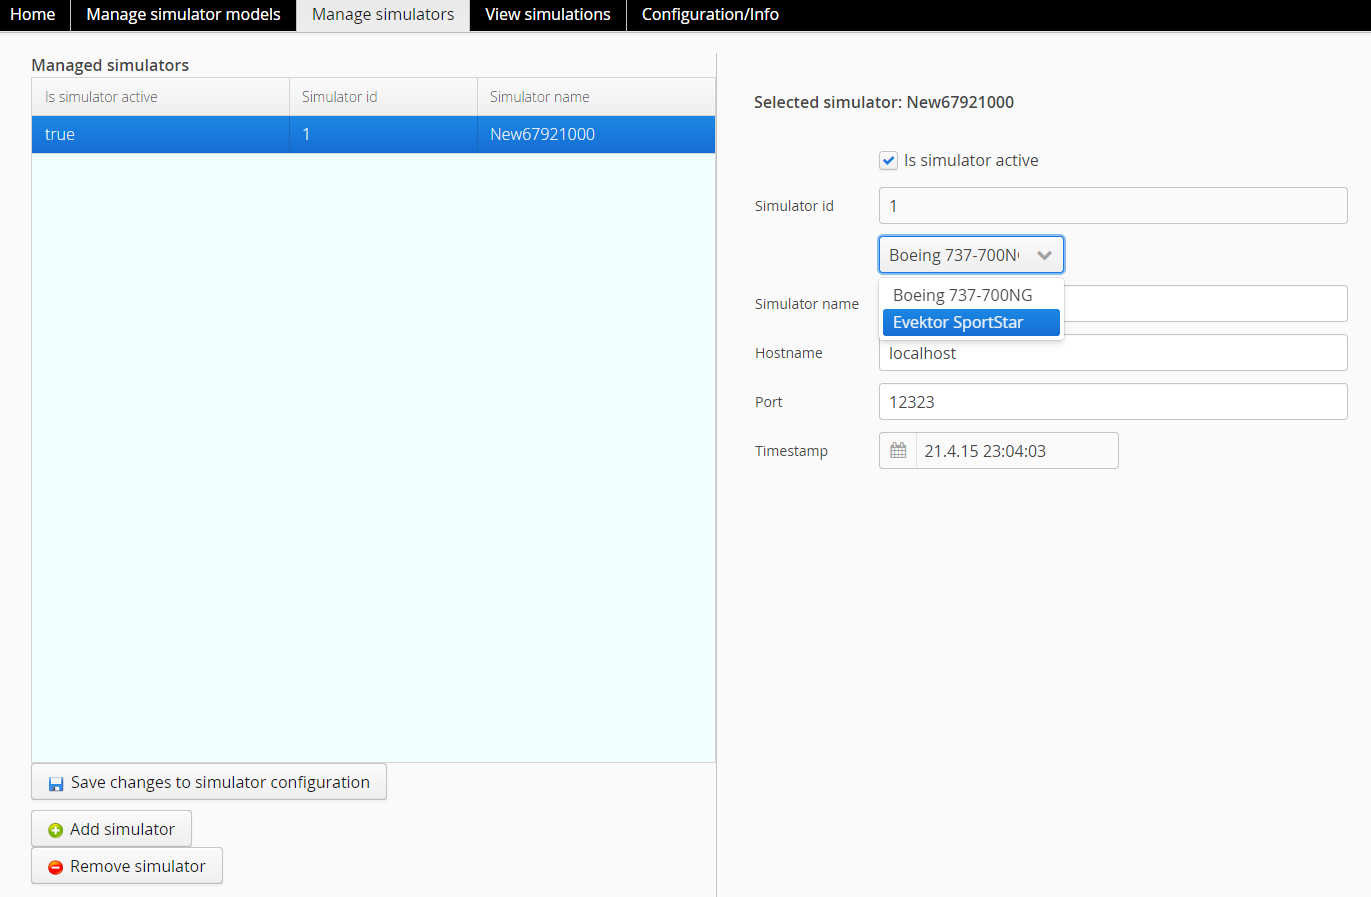 Home Manage simulator models Manage simulators View simulations Configuration/Info
Managed simulators
Is simulator active Simulator id Simulator name
true 1 New67921000
Save changes to simulator configuration
Add simulator
Remove simulator
Selected simulator: New67921000
Is simulator active
Simulator id 1
Boeing 737-700N
Boeing 737-700NG
Simulator name
Evektor SportStar
Hostname localhost
Port 12323
Timestamp 21.4.15 23:04:03